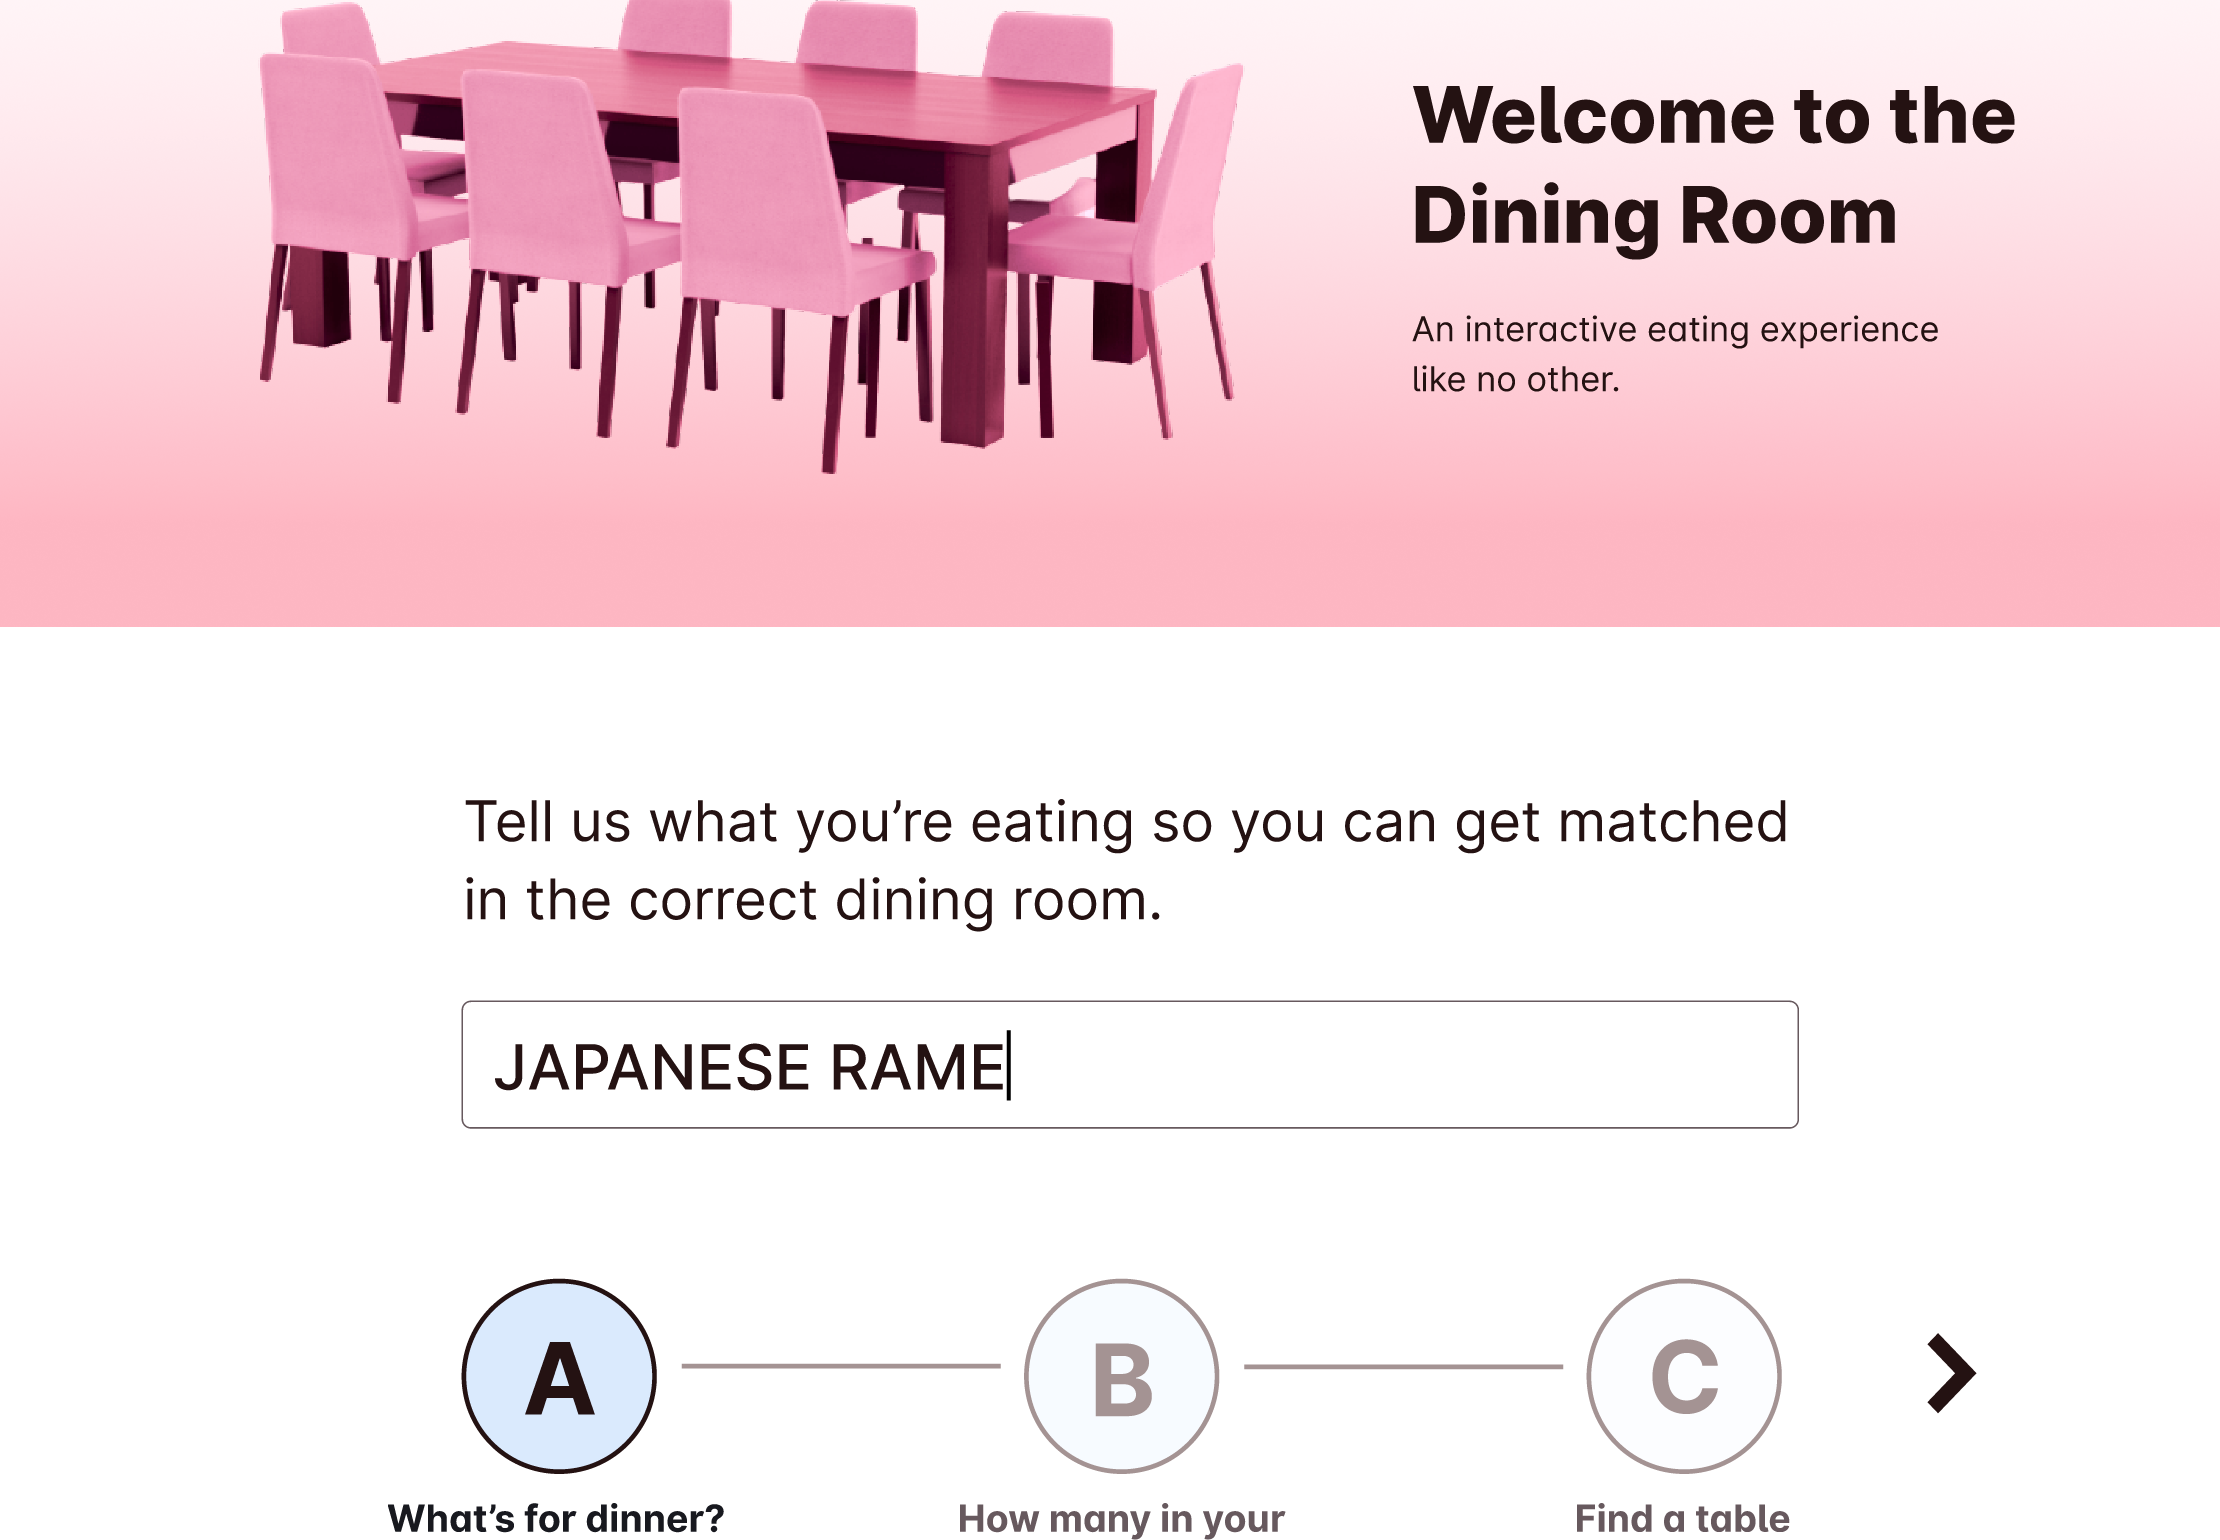 Welcome to the
Dining Room
An interactive eating experience
like no other.
Tell us what you’re eating so you can get matched
in the correct dining room.
JAPANESE RAME
A
B
C
What’s for dinner?
How many in your
Find a table